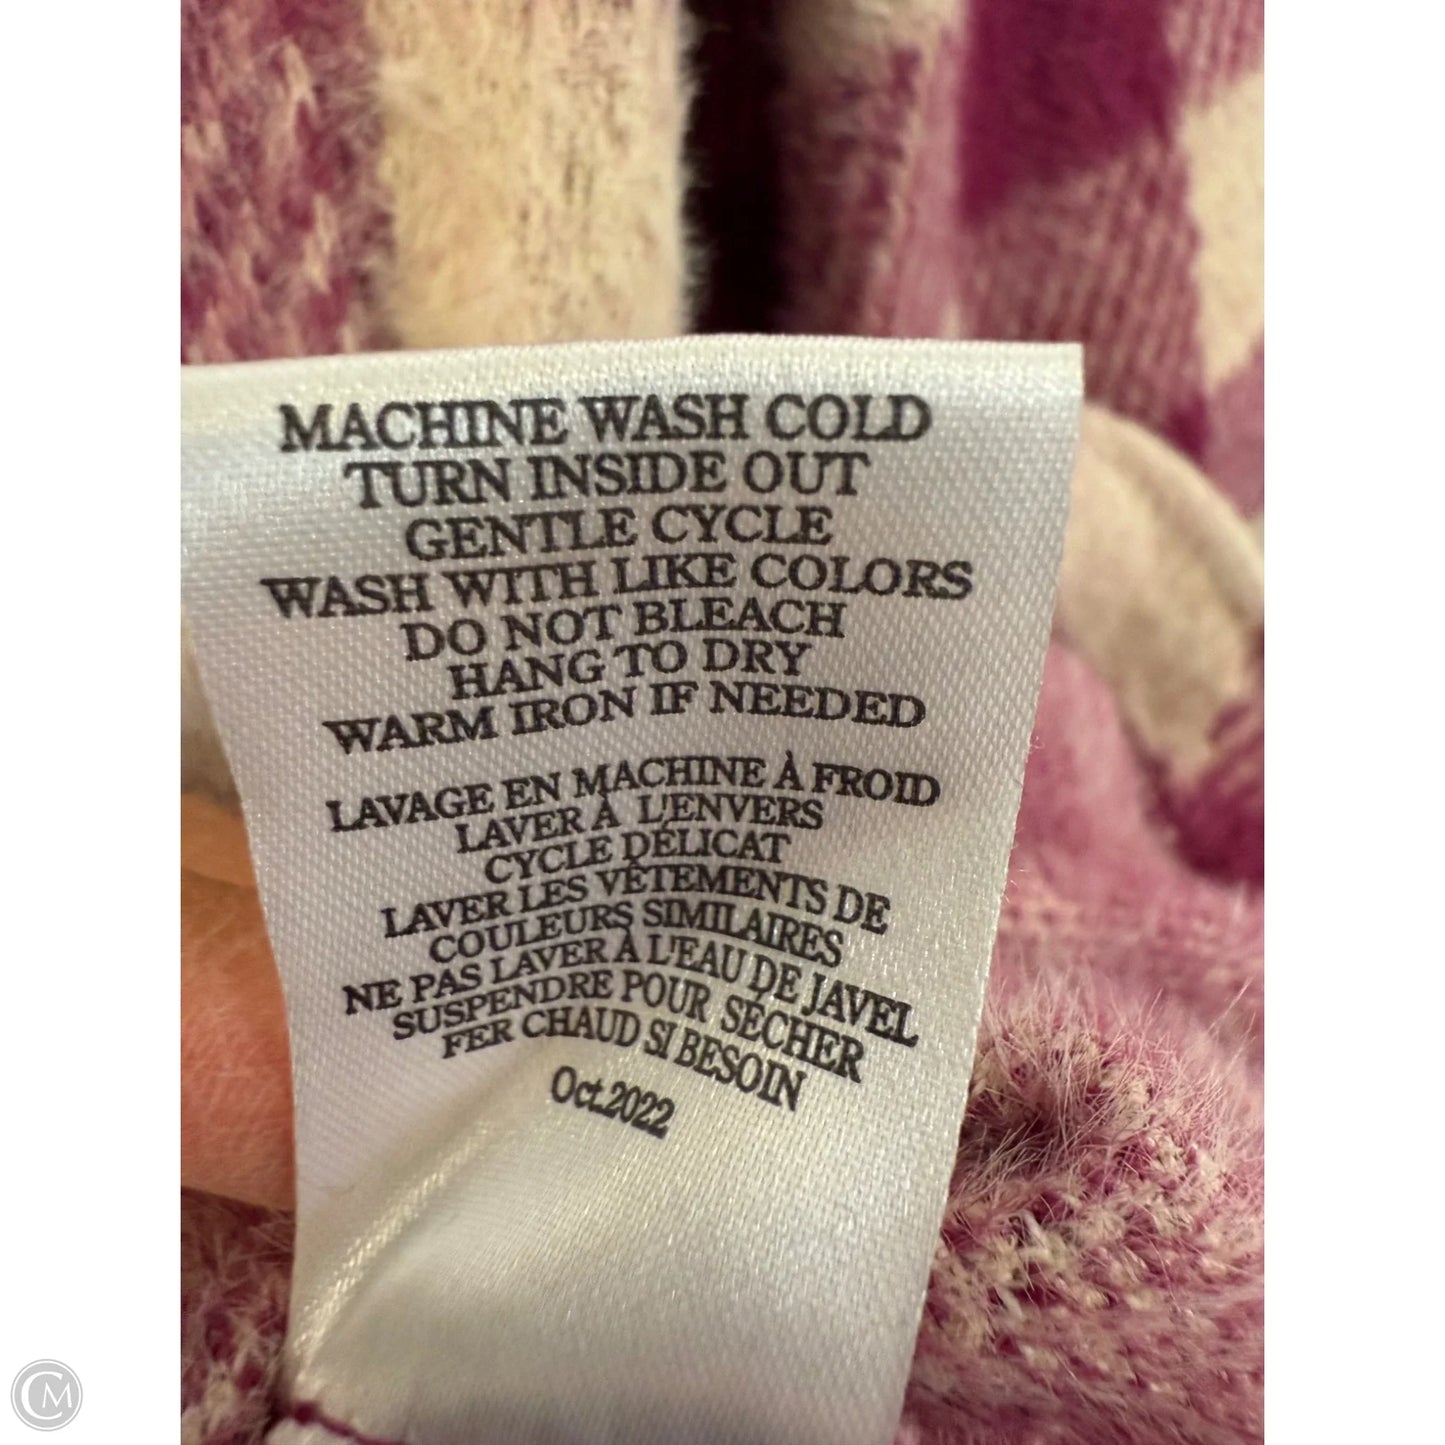 MACHINE WASH COLD
TURN INSIDE OUT
GENTLE CYCLE
WASH WITH LIKE COLORS
DO NOT BLEACH
HANG TO DRY
WARM IRON IF NEEDED
LAVAGE EN MACHINE À FROID
LAVER À L'ENVERS
CYCLE DÉLICAT
LAVER LES VÊTEMENTS DE
COULEURS SIMILAIRES
NE PAS LAVER À L'EAU DE JAVEL
SUSPENDRE POUR SÉCHER
FER CHAUD SI BESOIN
Oct.2022
CM